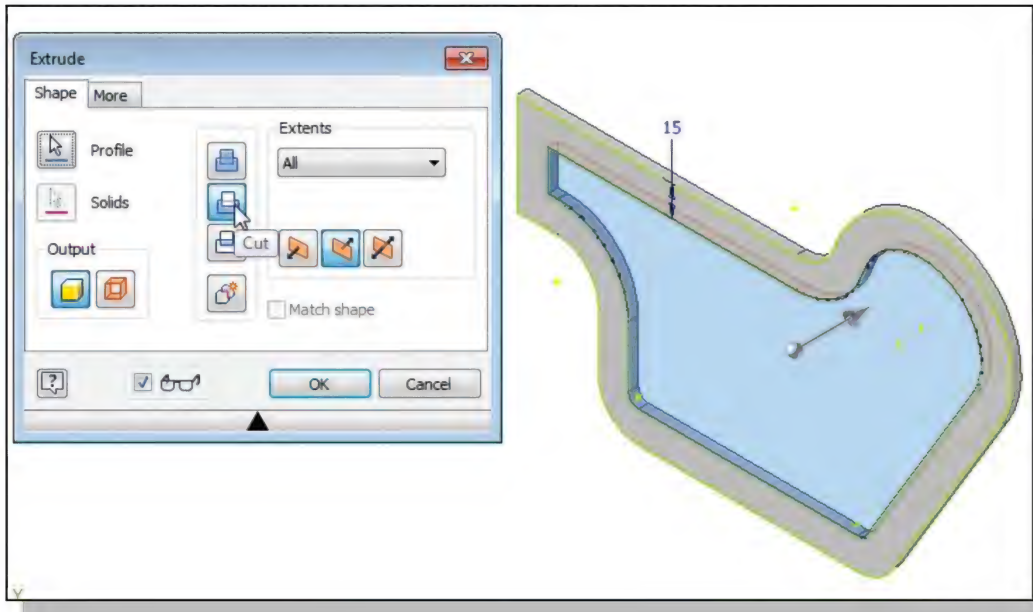 Extrude
Shape More
Profile
Solids
Output
Extents
All
Cut
Match shape
OK Cancel
15
Y